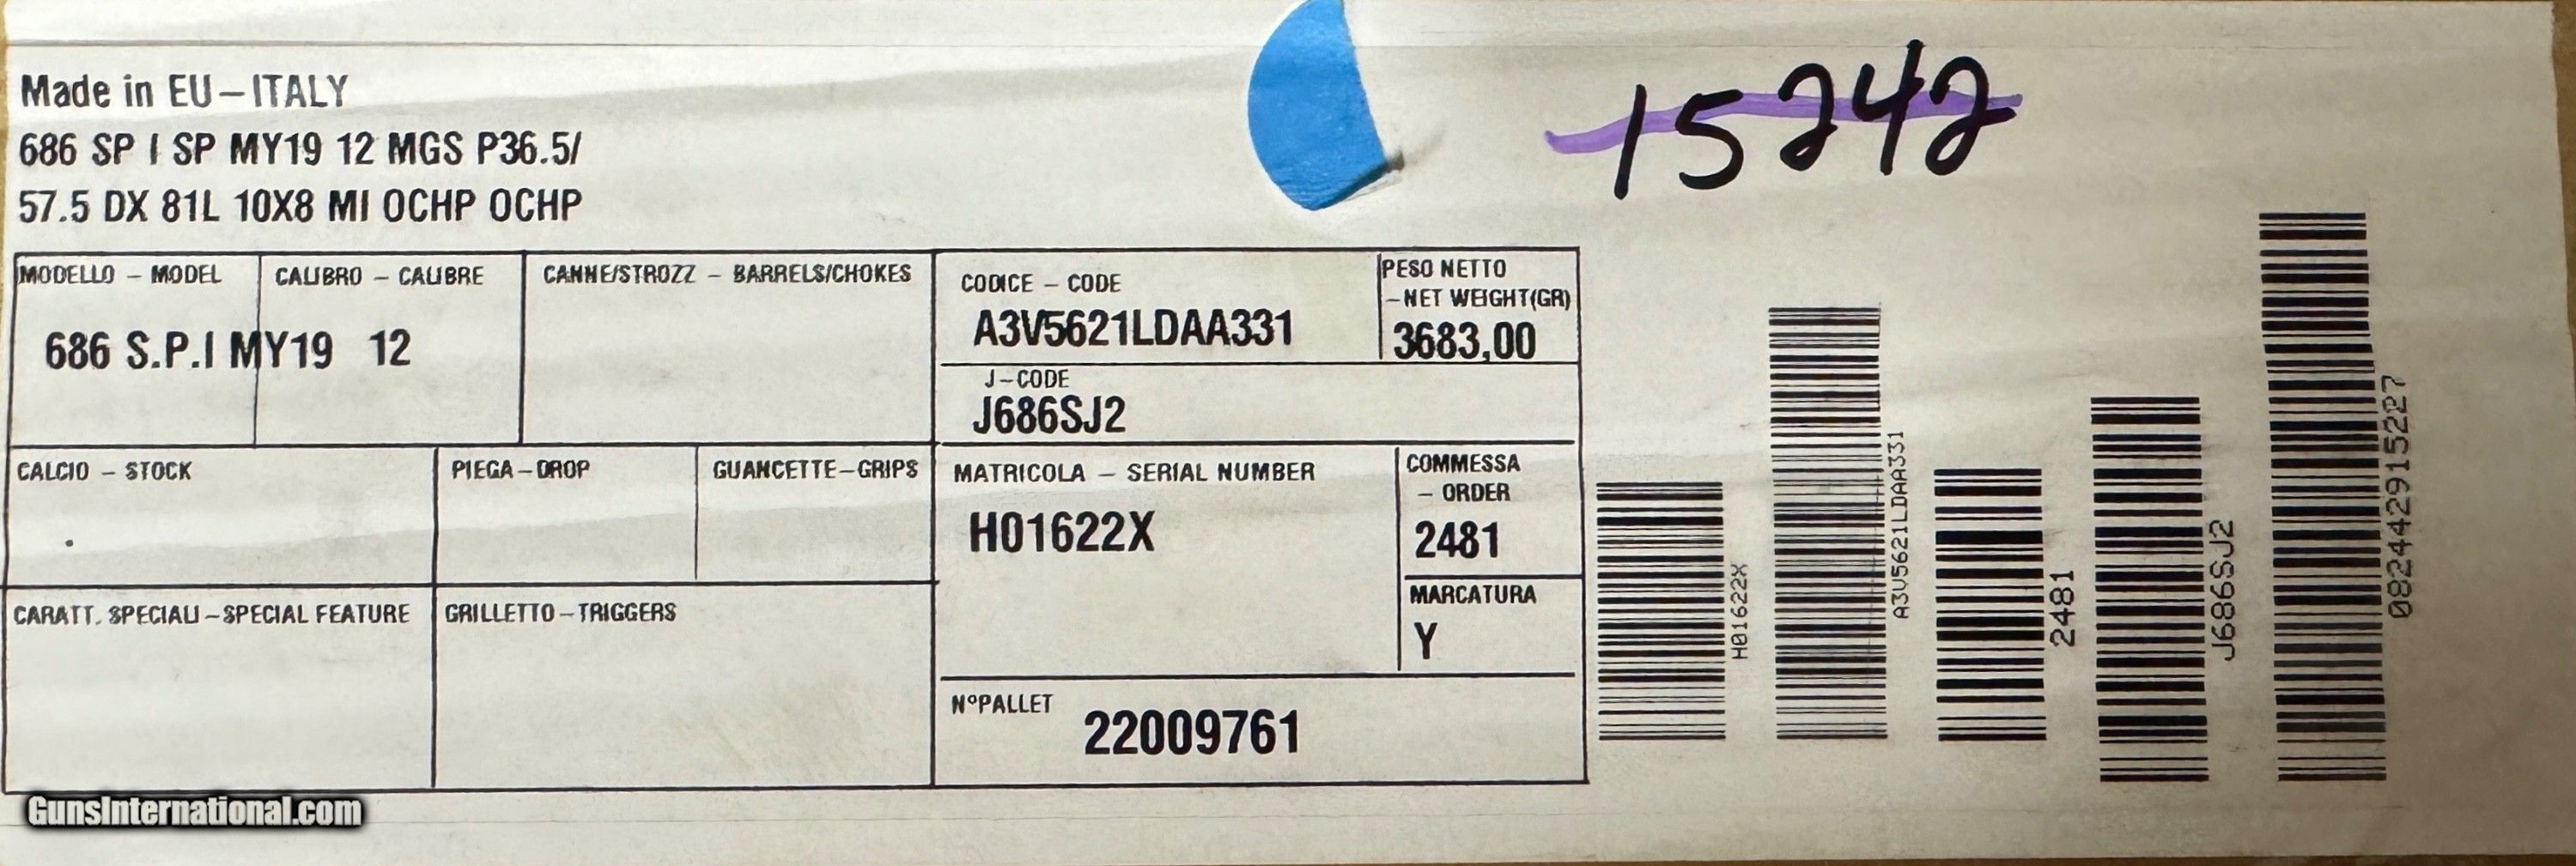 Made in EU-ITALY
686 SP I SP MY19 12 MGS P36.5/
57.5 DX 81L 10X8 MI OCHP OCHP
15242
MODELLO - MODEL
CALIBRO - CALIBRE
CANNE/STROZZ - BARRELS/CHOKES
686 S.P.I MY19 12
CODICE - CODE
A3V5621LDAA331
PESO NETTO
-NET WEIGHT(GR)
3683,00
J-CODE
J686SJ2
CALCIO - STOCK
PIEGA-DROP
GUANCETTE-GRIPS
MATRICOLA - SERIAL NUMBER
H01622X
COMMESSA
- ORDER
2481
MARCATURA
Y
CARATT. SPECIALI-SPECIAL FEATURE
GRILLETTO-TRIGGERS
N°PALLET
22009761
H01622X
A3V5621LDAA331
2481
J686SJ2
082442915227
GunsInternational.com